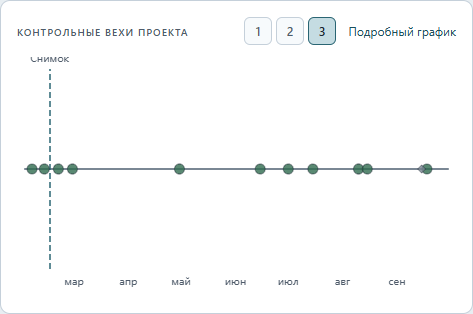 КОНТРОЛЬНЫЕ ВЕХИ ПРОЕКТА
1 2 3 Подробный график
Снимок
мар апр май июн июл авг сен